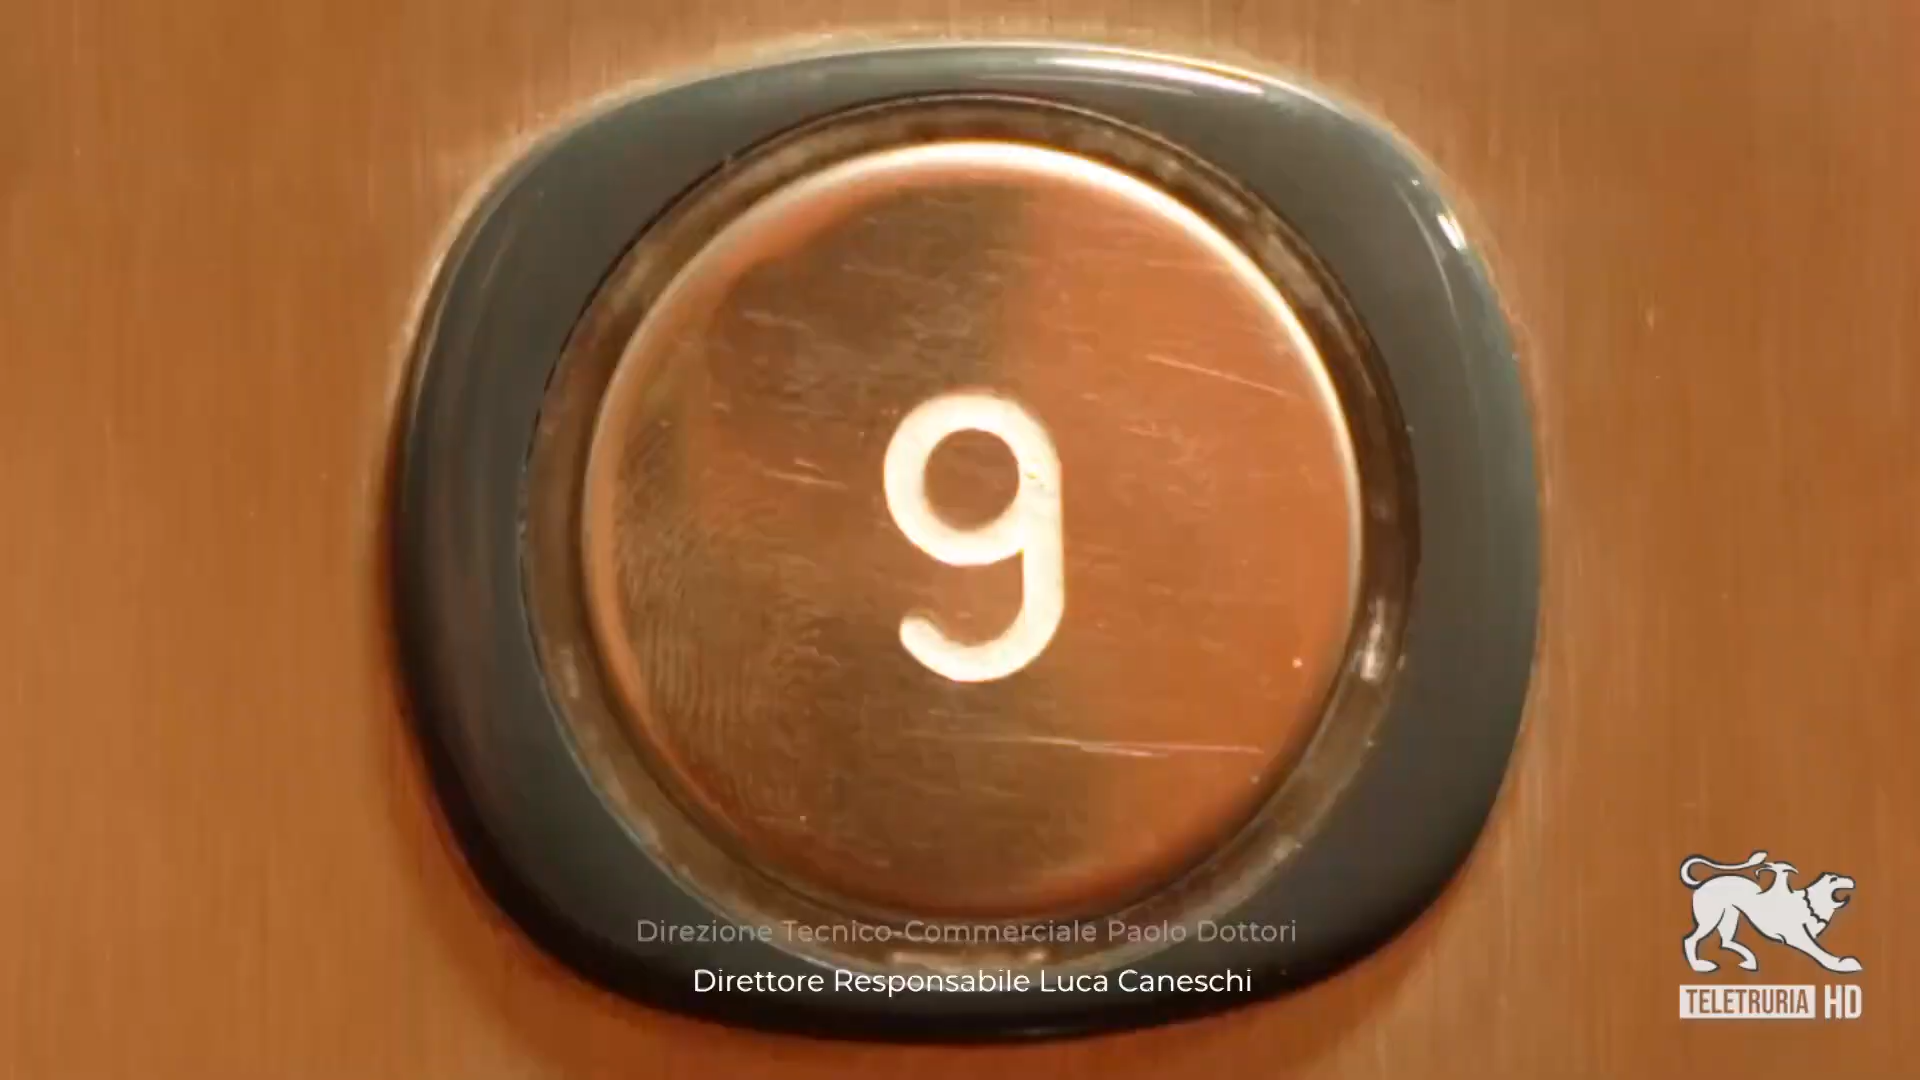 9
Direzione Tecnico-Commerciale Paolo Dottori
Direttore Responsabile Luca Caneschi
TELETRURIA HD